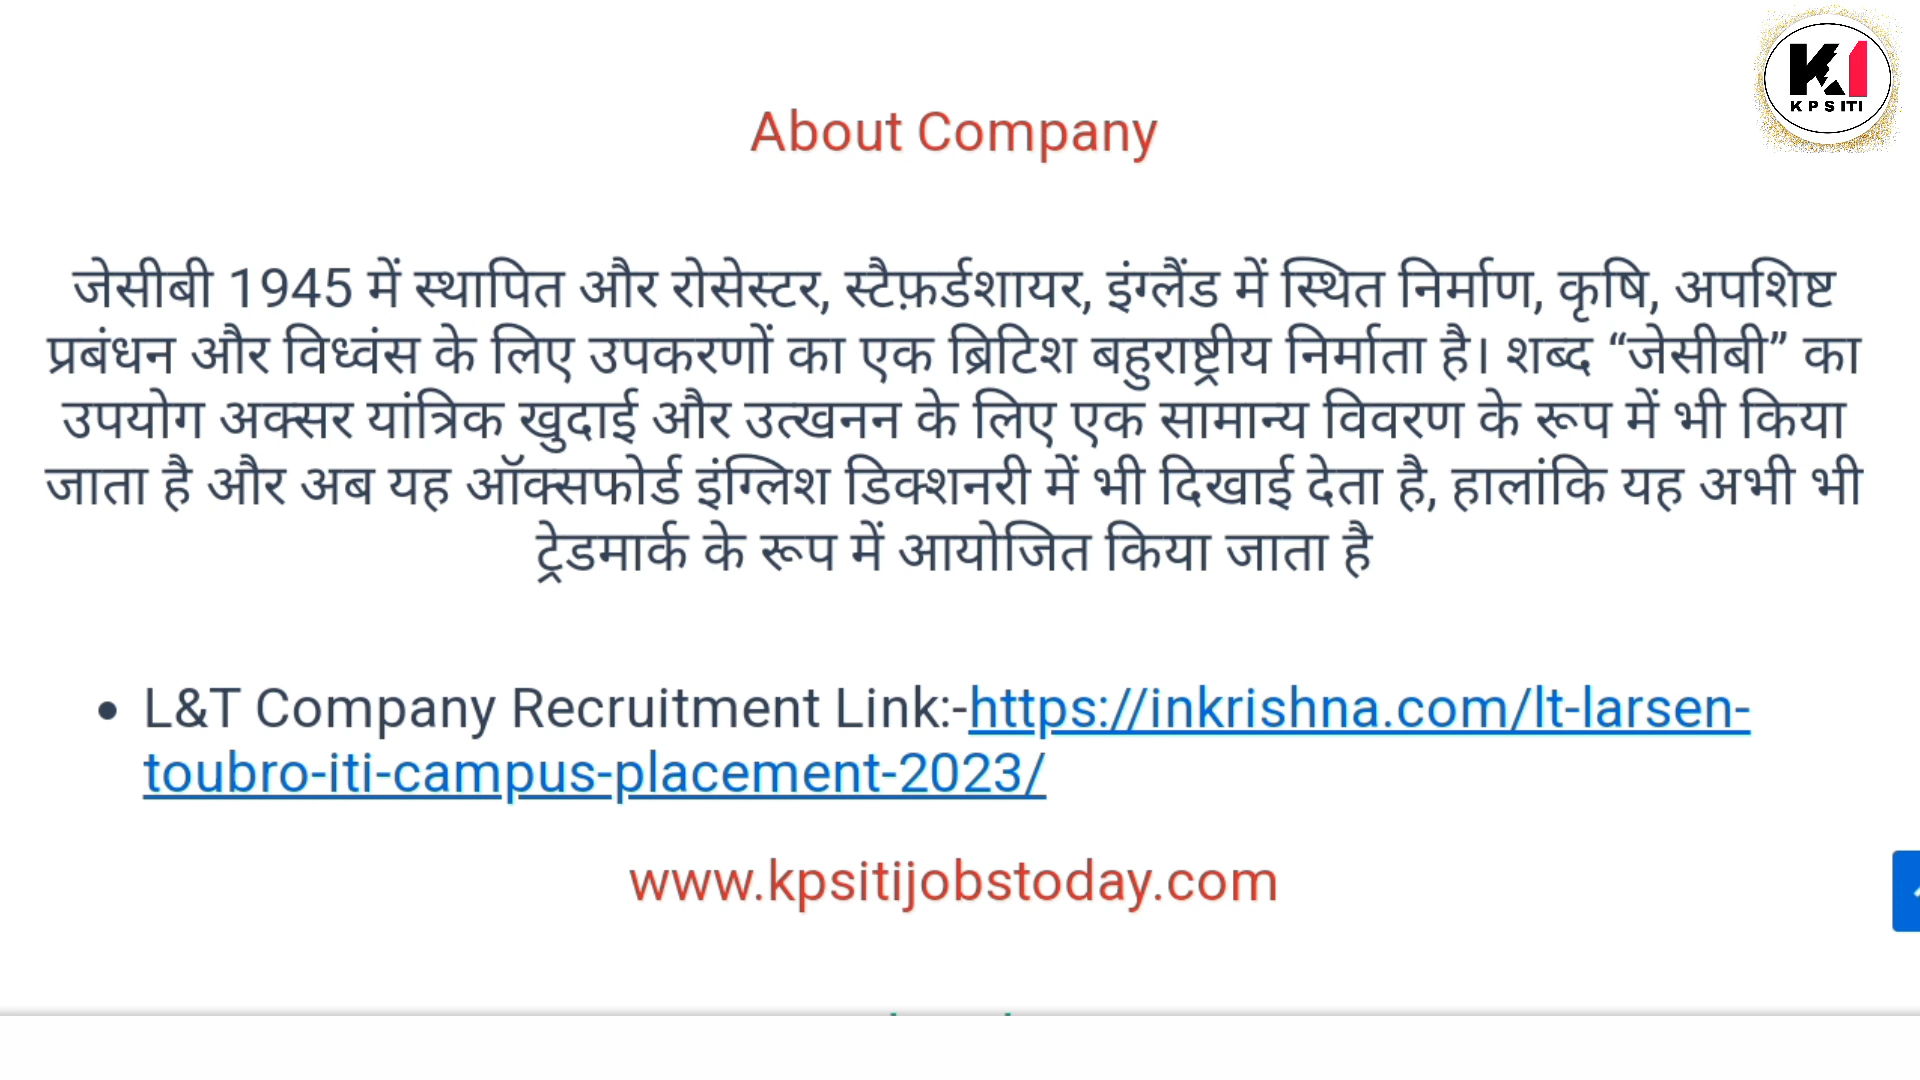 K1
K P S ITI
About Company
जेसीबी 1945 में स्थापित और रोसेस्टर, स्टैफ़र्डशायर, इंग्लैंड में स्थित निर्माण, कृषि, अपशिष्ट
प्रबंधन और विध्वंस के लिए उपकरणों का एक ब्रिटिश बहुराष्ट्रीय निर्माता है। शब्द “जेसीबी” का
उपयोग अक्सर यांत्रिक खुदाई और उत्खनन के लिए एक सामान्य विवरण के रूप में भी किया
जाता है और अब यह ऑक्सफोर्ड इंग्लिश डिक्शनरी में भी दिखाई देता है, हालांकि यह अभी भी
ट्रेडमार्क के रूप में आयोजित किया जाता है
• L&T Company Recruitment Link:-https://inkrishna.com/lt-larsen-
toubro-iti-campus-placement-2023/
www.kpsitijobstoday.com